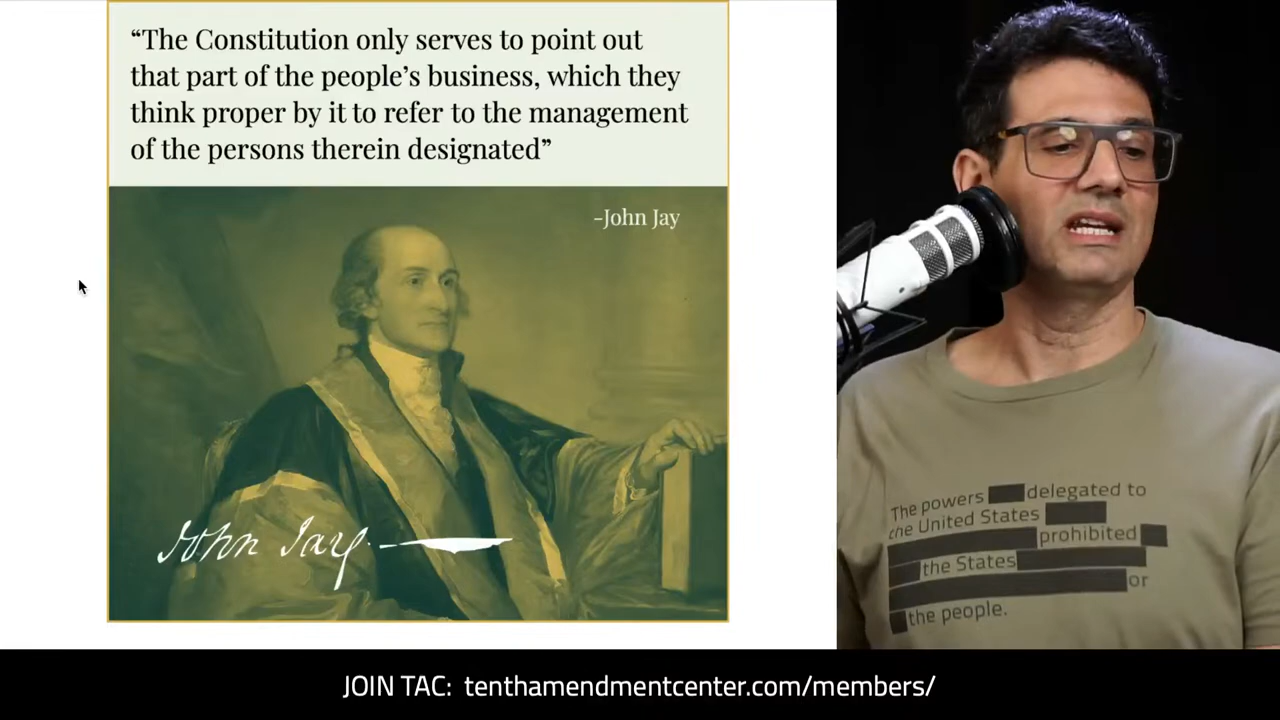 “The Constitution only serves to point out
that part of the people’s business, which they
think proper by it to refer to the management
of the persons therein designated”
–John Jay
John Jay
The powers delegated to
the United States
prohibited
the States
or
the people.
JOIN TAC: tenthamendmentcenter.com/members/